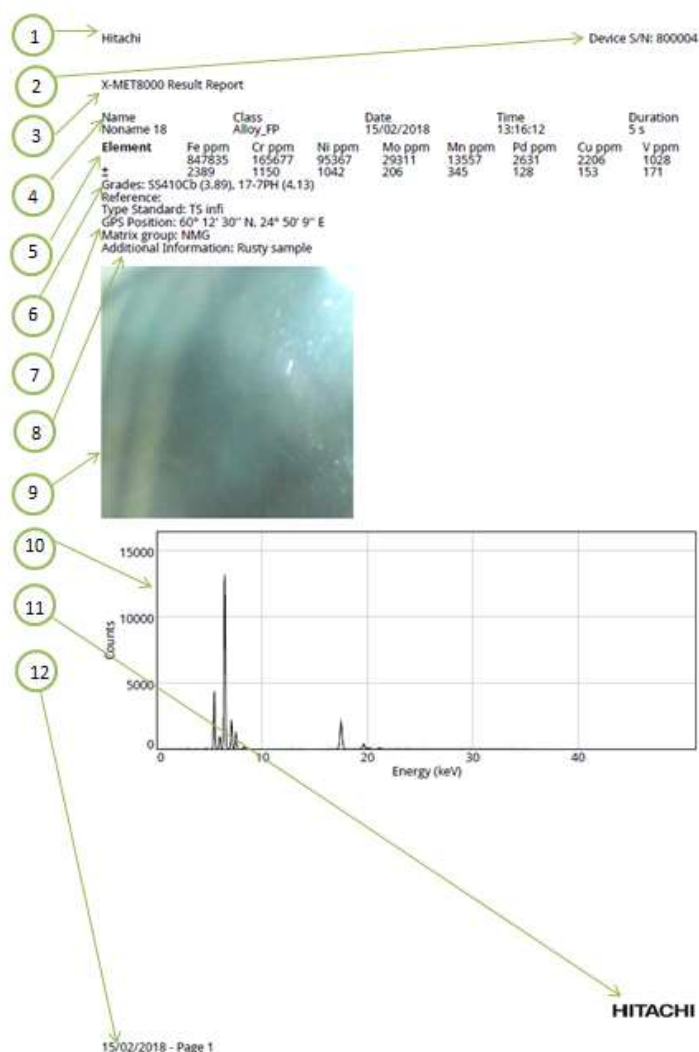 1
Hitachi
Device S/N: 800004
2
X-MET8000 Result Report
3
Name Class Date Time Duration
Noname 18 Alloy_FP 15/02/2018 13:16:12 5 s
Element Fe ppm Cr ppm Ni ppm Mo ppm Mn ppm Pd ppm Cu ppm V ppm
847835 165677 95367 29311 13557 2631 2206 1028
± 2389 1150 1042 206 345 128 153 171
4
Grades: SS410Cb (3.89), 17-7PH (4.13)
Reference:
Type Standard: TS infi
GPS Position: 60° 12' 30'' N, 24° 50' 9'' E
Matrix group: NMG
Additional Information: Rusty sample
5
6
7
8
9
10
11
12
15000
10000
5000
0
Counts
0 10 20 30 40
Energy (keV)
HITACHI
15/02/2018 - Page 1